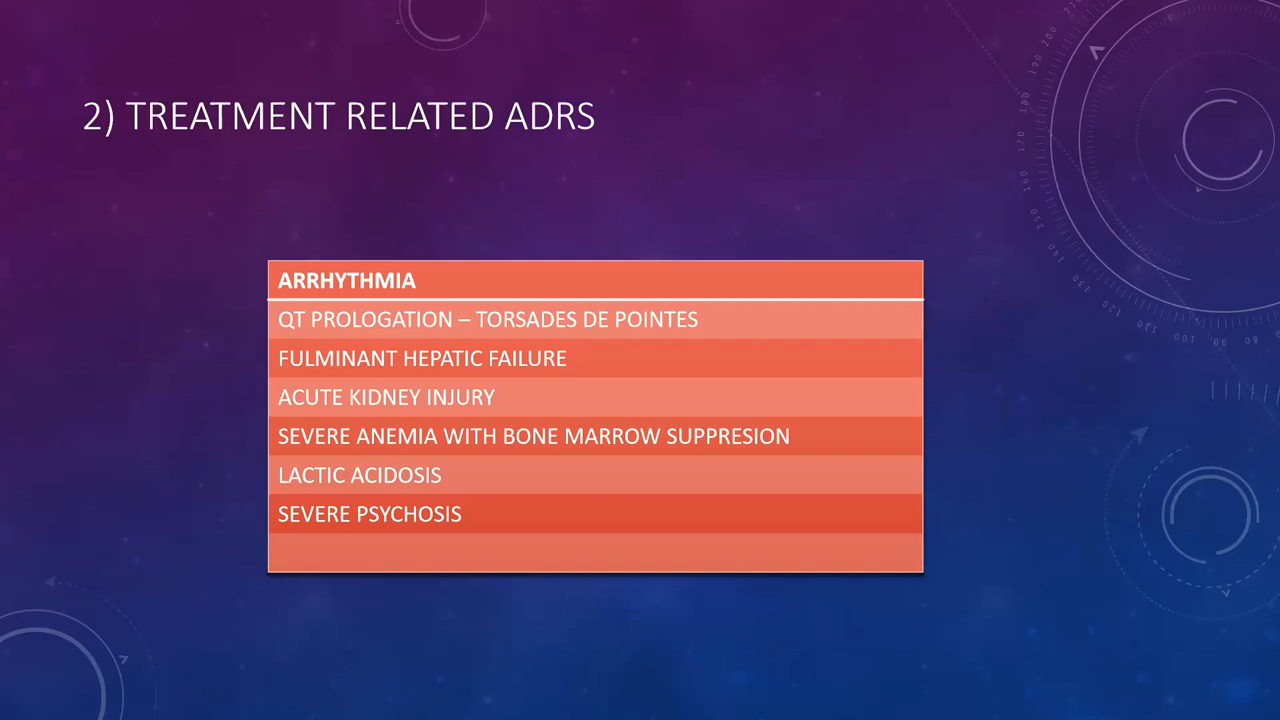 2) TREATMENT RELATED ADRS
ARRHYTHMIA
QT PROLOGATION – TORSADES DE POINTES
FULMINANT HEPATIC FAILURE
ACUTE KIDNEY INJURY
SEVERE ANEMIA WITH BONE MARROW SUPPRESION
LACTIC ACIDOSIS
SEVERE PSYCHOSIS